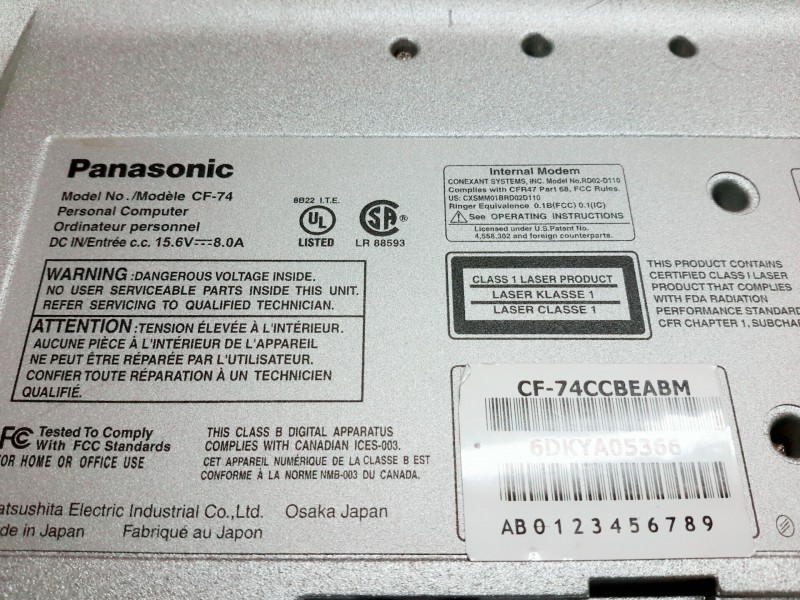 Panasonic
Model No./Modèle CF-74
Personal Computer
Ordinateur personnel
DC IN/Entrée c.c. 15.6V⎓8.0A
8B22 I.T.E.
UL
LISTED
SA
LR 88593
Internal Modem
CONEXANT SYSTEMS, INC. Model No.RD02-D110
Complies with CFR47 Part 68, FCC Rules.
US: CXSMM01BRD02D110
Ringer Equivalence 0.1B(FCC) 0.1(IC)
See OPERATING INSTRUCTIONS
Licensed under U.S.Patent No.
4,558,302 and foreign counterparts.
WARNING :DANGEROUS VOLTAGE INSIDE.
NO USER SERVICEABLE PARTS INSIDE THIS UNIT.
REFER SERVICING TO QUALIFIED TECHNICIAN.
ATTENTION :TENSION ÉLEVÉE À L'INTÉRIEUR.
AUCUNE PIÈCE À L'INTÉRIEUR DE L'APPAREIL
NE PEUT ÊTRE RÉPARÉE PAR L'UTILISATEUR.
CONFIER TOUTE RÉPARATION À UN TECHNICIEN
QUALIFIÉ.
CLASS 1 LASER PRODUCT
LASER KLASSE 1
LASER CLASSE 1
THIS PRODUCT CONTAINS
CERTIFIED CLASS I LASER
PRODUCT THAT COMPLIES
WITH FDA RADIATION
PERFORMANCE STANDARD
CFR CHAPTER 1, SUBCHA
FC Tested To Comply
With FCC Standards
FOR HOME OR OFFICE USE
THIS CLASS B DIGITAL APPARATUS
COMPLIES WITH CANADIAN ICES-003.
CET APPAREIL NUMÉRIQUE DE LA CLASSE B EST
CONFORME À LA NORME NMB-003 DU CANADA.
atsushita Electric Industrial Co.,Ltd. Osaka Japan
de in Japan Fabriqué au Japon
CF-74CCBEABM
6DKYA05366
AB0123456789